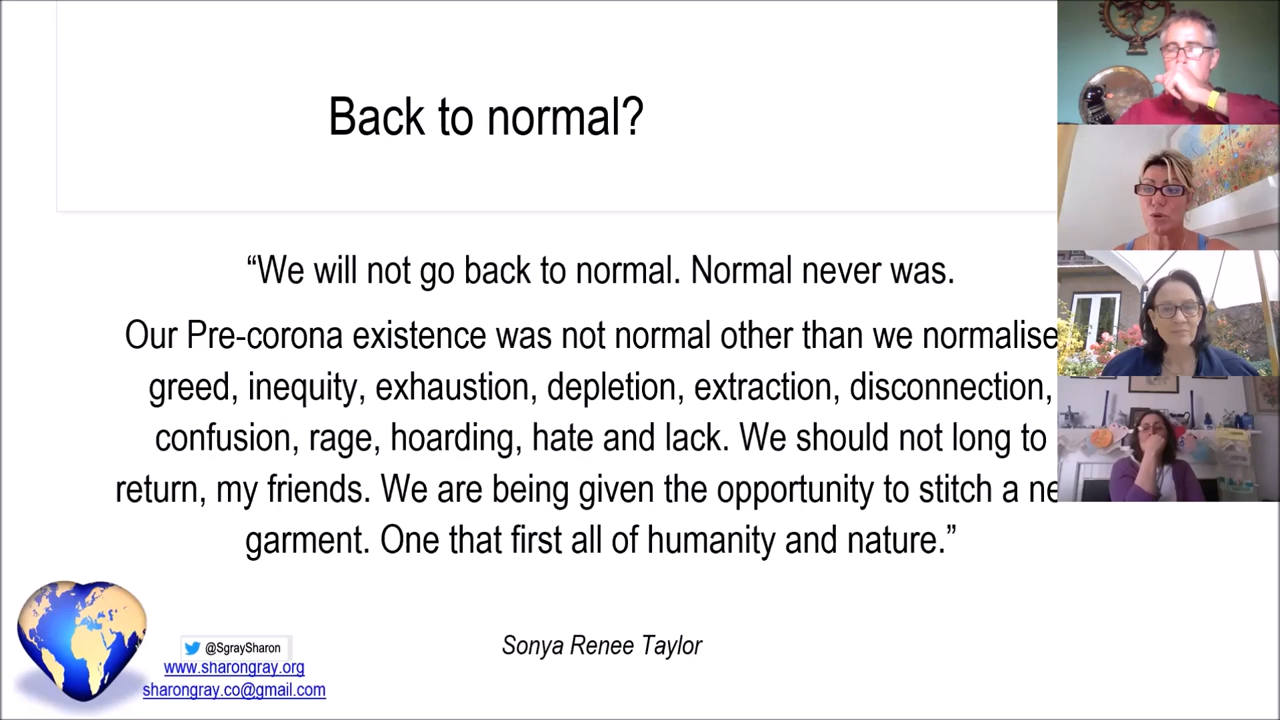 Back to normal?
“We will not go back to normal. Normal never was.
Our Pre-corona existence was not normal other than we normalise
greed, inequity, exhaustion, depletion, extraction, disconnection,
confusion, rage, hoarding, hate and lack. We should not long to
return, my friends. We are being given the opportunity to stitch a ne
garment. One that first all of humanity and nature.”
Sonya Renee Taylor
@SgraySharon
www.sharongray.org
sharongray.co@gmail.com